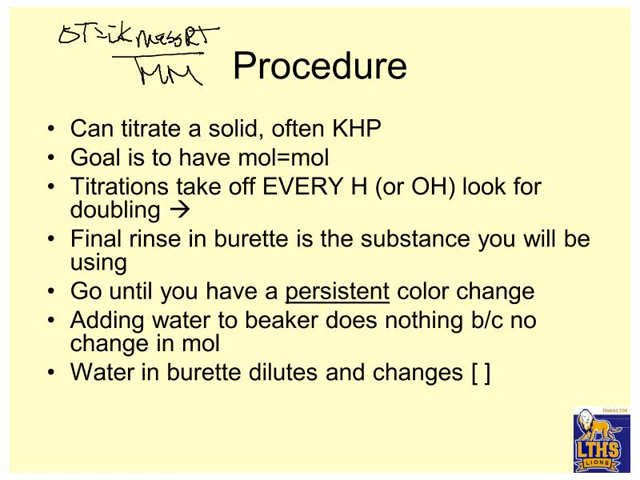 MM
Procedure
• Can titrate a solid, often KHP
• Goal is to have mol=mol
• Titrations take off EVERY H (or OH) look for
doubling →
• Final rinse in burette is the substance you will be
using
• Go until you have a persistent color change
• Adding water to beaker does nothing b/c no
change in mol
• Water in burette dilutes and changes [ ]
LTHS
LIONS